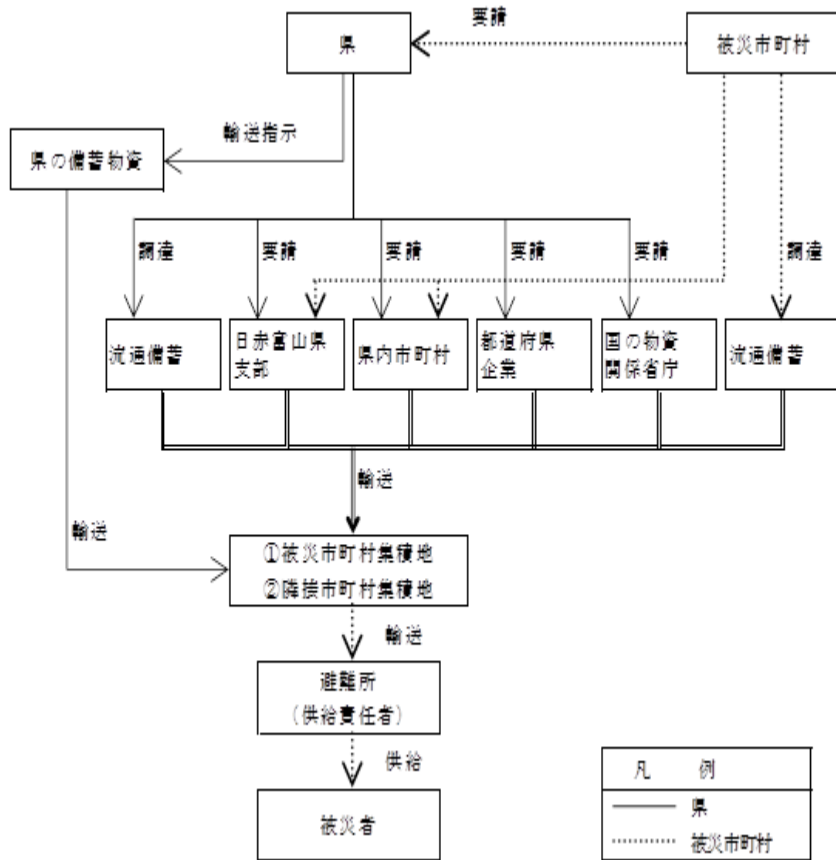 要請
県
被災市町村
輸送指示
県の備蓄物資
調達
要請
要請
要請
要請
調達
流通備蓄
日赤富山県
支部
県内市町村
都道府県
企業
国の物資
関係省庁
流通備蓄
輸送
輸送
①被災市町村集積地
②隣接市町村集積地
輸送
避難所
(供給責任者)
供給
被災者
凡 例
県
被災市町村